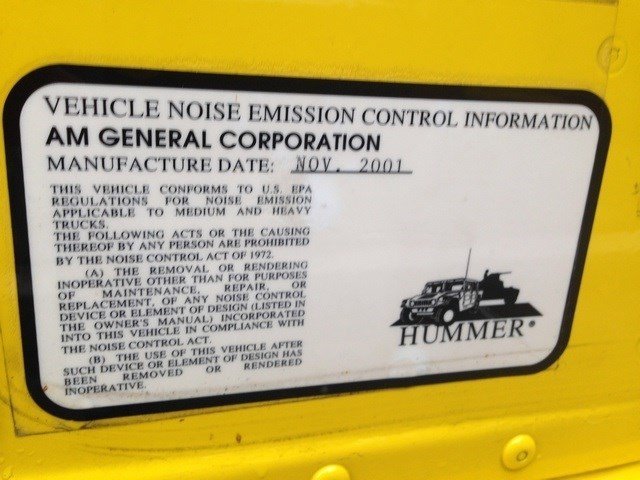 VEHICLE NOISE EMISSION CONTROL INFORMATION
AM GENERAL CORPORATION
MANUFACTURE DATE: NOV. 2001
THIS VEHICLE CONFORMS TO U.S. EPA
REGULATIONS FOR NOISE EMISSION
APPLICABLE TO MEDIUM AND HEAVY
TRUCKS.
THE FOLLOWING ACTS OR THE CAUSING
THEREOF BY ANY PERSON ARE PROHIBITED
BY THE NOISE CONTROL ACT OF 1972.
(A) THE REMOVAL OR RENDERING
INOPERATIVE OTHER THAN FOR PURPOSES
OF MAINTENANCE, REPAIR, OR
REPLACEMENT, OF ANY NOISE CONTROL
DEVICE OR ELEMENT OF DESIGN (LISTED IN
THE OWNER'S MANUAL) INCORPORATED
INTO THIS VEHICLE IN COMPLIANCE WITH
THE NOISE CONTROL ACT.
(B) THE USE OF THIS VEHICLE AFTER
SUCH DEVICE OR ELEMENT OF DESIGN HAS
BEEN REMOVED OR RENDERED
INOPERATIVE.
HUMMER®